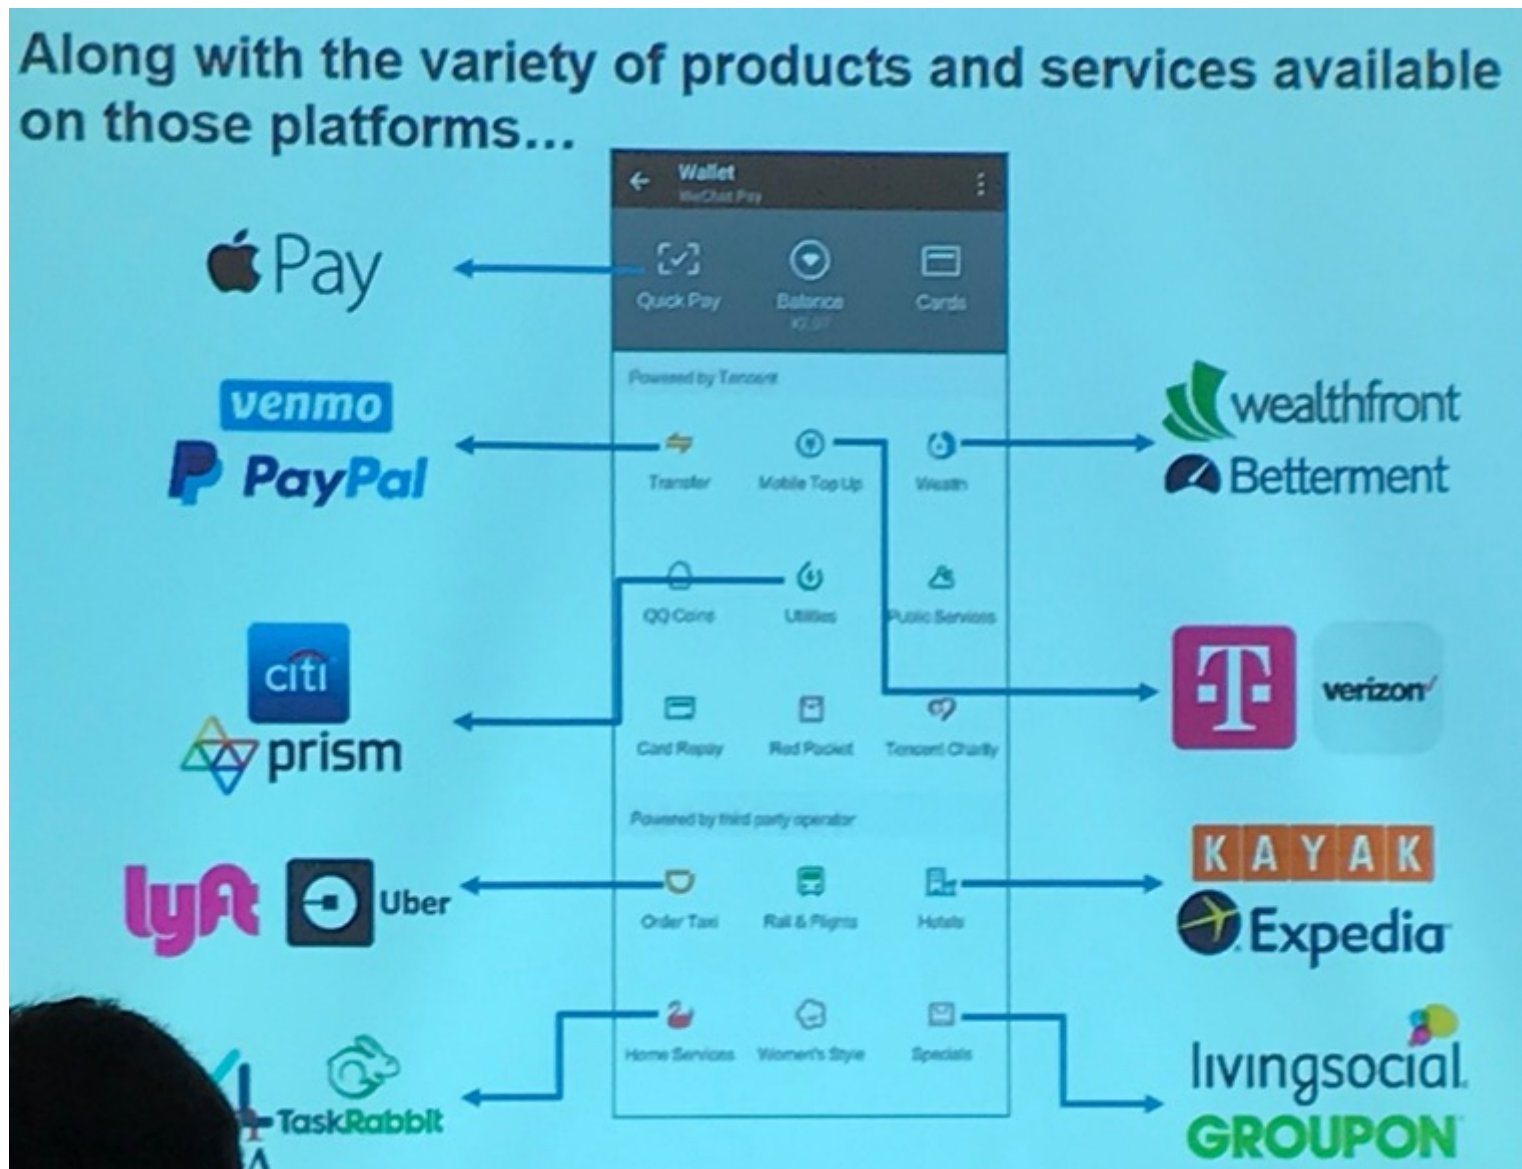 Along with the variety of products and services available
on those platforms...
Wallet
WeChat Pay
Pay
Quick Pay
Balance
Cards
Powered by Tencent
venmo
PayPal
Transfer
Mobile Top Up
Wealth
wealthfront
Betterment
QQ Coins
Utilities
Public Services
citi
prism
T
verizon
Card Repay
Red Packet
Tencent Charity
Powered by third party operator
lyft
Uber
Order Taxi
Rail & Flights
Hotels
KAYAK
Expedia
Home Services
Women's Style
Specials
TaskRabbit
livingsocial.
GROUPON